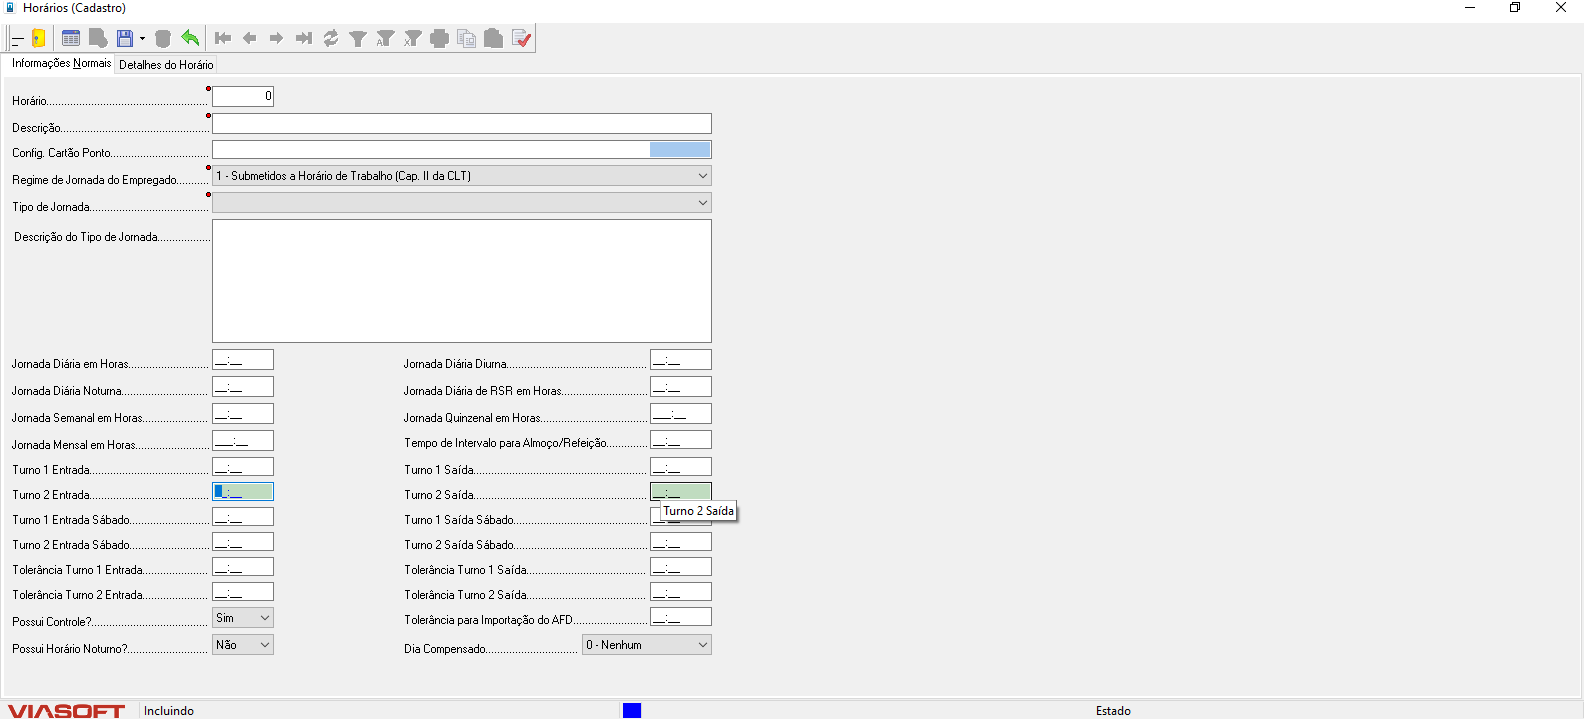 Horários (Cadastro)
Informações Normais Detalhes do Horário
Horário 0
Descrição
Config. Cartão Ponto
Regime de Jornada do Empregado 1 - Submetidos a Horário de Trabalho (Cap. II da CLT)
Tipo de Jornada
Descrição do Tipo de Jornada
Jornada Diária em Horas __:__ Jornada Diária Diurna __:__
Jornada Diária Noturna __:__ Jornada Diária de RSR em Horas __:__
Jornada Semanal em Horas __:__ Jornada Quinzenal em Horas ___:__
Jornada Mensal em Horas ___:__ Tempo de Intervalo para Almoço/Refeição __:__
Turno 1 Entrada __:__ Turno 1 Saída __:__
Turno 2 Entrada __:__ Turno 2 Saída __:__
Turno 2 Saída
Turno 1 Entrada Sábado __:__ Turno 1 Saída Sábado __:__
Turno 2 Entrada Sábado __:__ Turno 2 Saída Sábado __:__
Tolerância Turno 1 Entrada __:__ Tolerância Turno 1 Saída __:__
Tolerância Turno 2 Entrada __:__ Tolerância Turno 2 Saída __:__
Possui Controle? Sim Tolerância para Importação do AFD __:__
Possui Horário Noturno? Não Dia Compensado 0 - Nenhum
VIASOFT Incluindo Estado